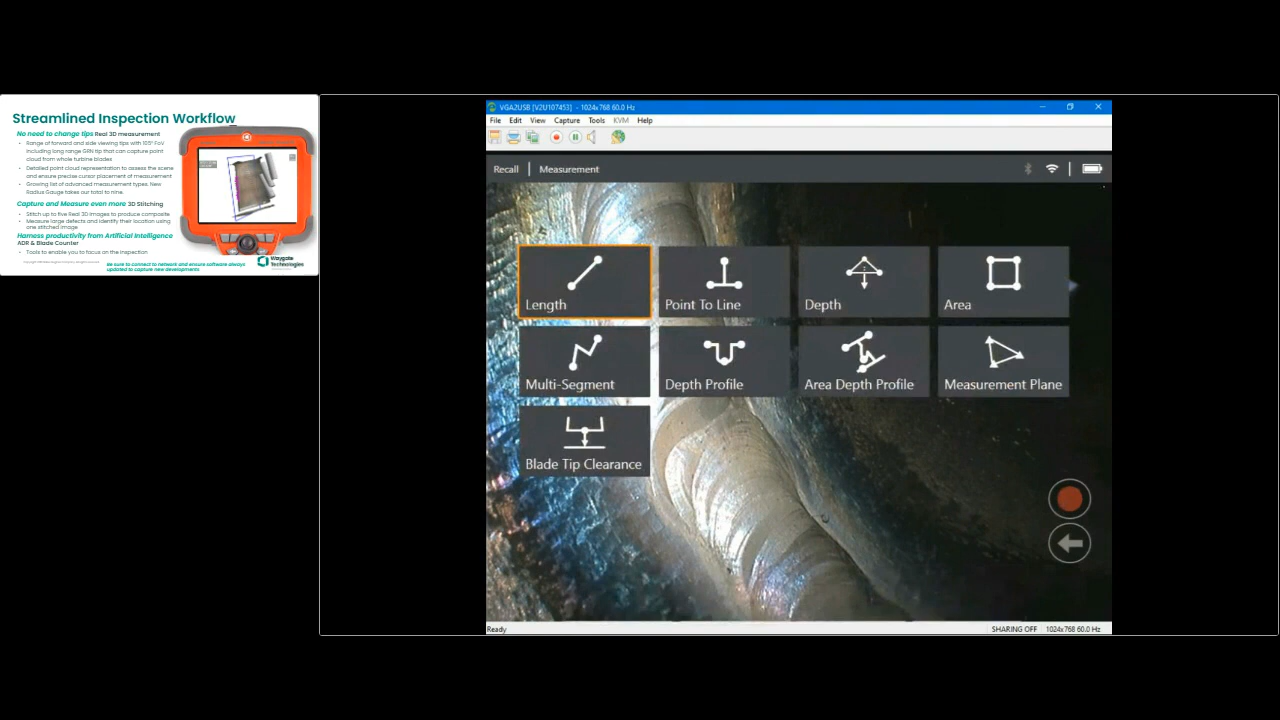 Streamlined Inspection Workflow
No need to change tips Real 3D measurement
• Range of forward and side viewing tips with 105° FoV
including long range GRN tip that can capture point
cloud from whole turbine blades
• Detailed point cloud representation to assess the scene
and ensure precise cursor placement of measurement
• Growing list of advanced measurement types. New
Radius Gauge takes our total to nine.
Capture and Measure even more 3D Stitching
• Stitch up to five Real 3D images to produce composite
• Measure large defects and identify their location using
one stitched image
Harness productivity from Artificial Intelligence
ADR & Blade Counter
• Tools to enable you to focus on the inspection
Be sure to connect to network and ensure software always
updated to capture new developments
Waygate
Technologies
VGA2USB [V2U107453] - 1024x768 60.0 Hz
File Edit View Capture Tools KVM Help
Recall | Measurement
Length Point To Line Depth Area
Multi-Segment Depth Profile Area Depth Profile Measurement Plane
Blade Tip Clearance
Ready SHARING OFF 1024x768 60.0 Hz